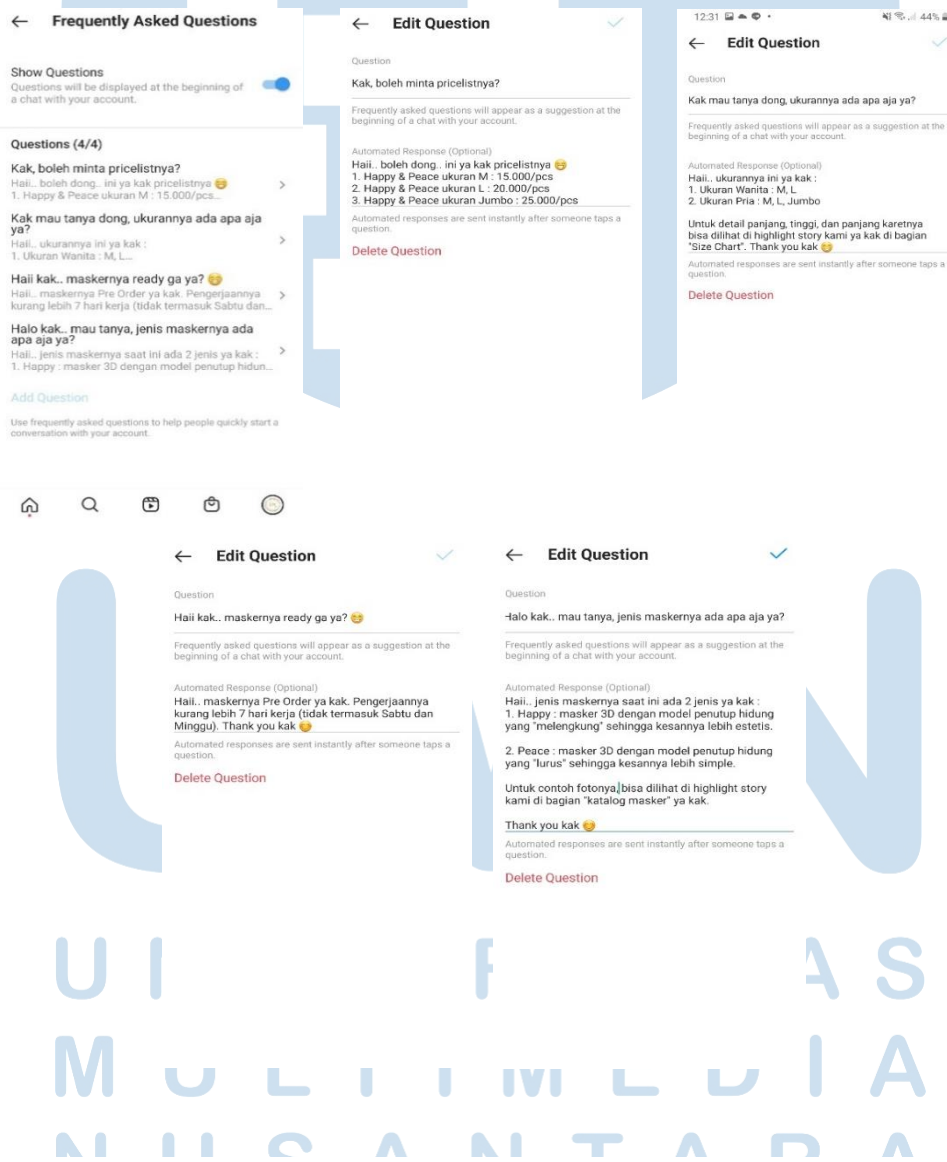 ← Frequently Asked Questions
Show Questions
Questions will be displayed at the beginning of
a chat with your account.
Questions (4/4)
Kak, boleh minta pricelistnya?
Haii.. boleh dong.. ini ya kak pricelistnya 😊
1. Happy & Peace ukuran M : 15.000/pcs...
Kak mau tanya dong, ukurannya ada apa aja
ya?
Haii.. ukurannya ini ya kak :
1. Ukuran Wanita : M, L...
Haii kak.. maskernya ready ga ya? 😊
Haii.. maskernya Pre Order ya kak. Pengerjaannya
kurang lebih 7 hari kerja (tidak termasuk Sabtu dan...
Halo kak.. mau tanya, jenis maskernya ada
apa aja ya?
Haii.. jenis maskernya saat ini ada 2 jenis ya kak :
1. Happy : masker 3D dengan model penutup hidun...
Add Question
Use frequently asked questions to help people quickly start a
conversation with your account.
← Edit Question
Question
Kak, boleh minta pricelistnya?
Frequently asked questions will appear as a suggestion at the
beginning of a chat with your account.
Automated Response (Optional)
Haii.. boleh dong.. ini ya kak pricelistnya 😊
1. Happy & Peace ukuran M : 15.000/pcs
2. Happy & Peace ukuran L : 20.000/pcs
3. Happy & Peace ukuran Jumbo : 25.000/pcs
Automated responses are sent instantly after someone taps a
question.
Delete Question
12:31 44%
← Edit Question
Question
Kak mau tanya dong, ukurannya ada apa aja ya?
Frequently asked questions will appear as a suggestion at the
beginning of a chat with your account.
Automated Response (Optional)
Haii.. ukurannya ini ya kak :
1. Ukuran Wanita : M, L
2. Ukuran Pria : M, L, Jumbo
Untuk detail panjang, tinggi, dan panjang karetnya
bisa dilihat di highlight story kami ya kak di bagian
"Size Chart". Thank you kak 😊
Automated responses are sent instantly after someone taps a
question.
Delete Question
← Edit Question
Question
Haii kak.. maskernya ready ga ya? 😊
Frequently asked questions will appear as a suggestion at the
beginning of a chat with your account.
Automated Response (Optional)
Haii.. maskernya Pre Order ya kak. Pengerjaannya
kurang lebih 7 hari kerja (tidak termasuk Sabtu dan
Minggu). Thank you kak 😊
Automated responses are sent instantly after someone taps a
question.
Delete Question
← Edit Question
Question
Halo kak.. mau tanya, jenis maskernya ada apa aja ya?
Frequently asked questions will appear as a suggestion at the
beginning of a chat with your account.
Automated Response (Optional)
Haii.. jenis maskernya saat ini ada 2 jenis ya kak :
1. Happy : masker 3D dengan model penutup hidung
yang "melengkung" sehingga kesannya lebih estetis.
2. Peace : masker 3D dengan model penutup hidung
yang "lurus" sehingga kesannya lebih simple.
Untuk contoh fotonya, bisa dilihat di highlight story
kami di bagian "katalog masker" ya kak.
Thank you kak 😊
Automated responses are sent instantly after someone taps a
question.
Delete Question
MULTIMEDIA
NUSANTARA